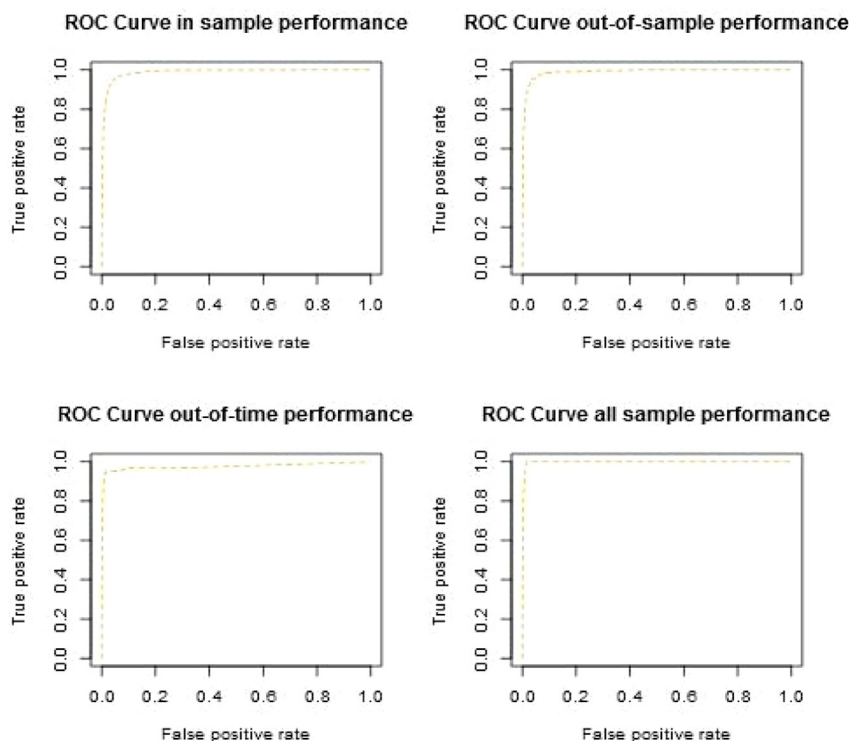 ROC Curve in sample performance
True positive rate
1.0
0.8
0.6
0.4
0.2
0.0
0.0 0.2 0.4 0.6 0.8 1.0
False positive rate
ROC Curve out-of-sample performance
True positive rate
1.0
0.8
0.6
0.4
0.2
0.0
0.0 0.2 0.4 0.6 0.8 1.0
False positive rate
ROC Curve out-of-time performance
True positive rate
1.0
0.8
0.6
0.4
0.2
0.0
0.0 0.2 0.4 0.6 0.8 1.0
False positive rate
ROC Curve all sample performance
True positive rate
1.0
0.8
0.6
0.4
0.2
0.0
0.0 0.2 0.4 0.6 0.8 1.0
False positive rate